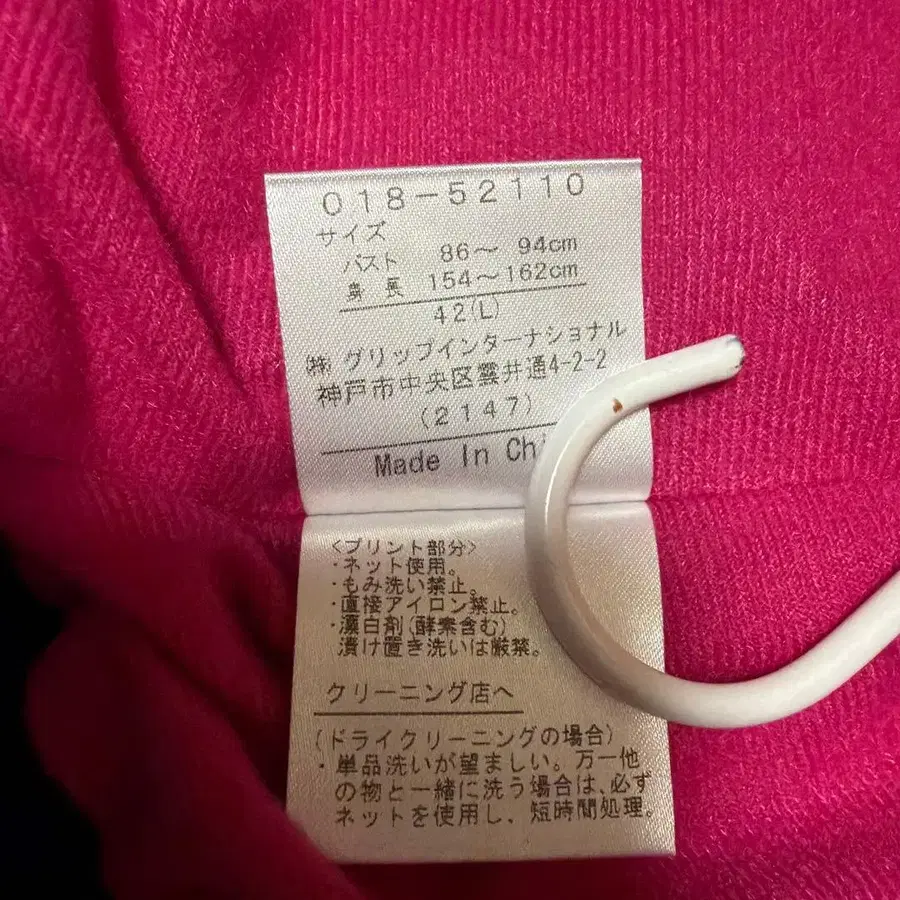 018-52110
サイズ
バスト 86～ 94cm
身 長 154～162cm
42(L)
㈱グリップインターナショナル
神戸市中央区雲井通4-2-2
(2147)
Made In Chi
<プリント部分>
・ネット使用。
・もみ洗い禁止。
・直接アイロン禁止。
・漂白剤(酵素含む)
漬け置き洗いは厳禁。
クリーニング店へ
(ドライクリーニングの場合)
・単品洗いが望ましい。万一他
の物と一緒に洗う場合は、必ず
ネットを使用し、短時間処理。